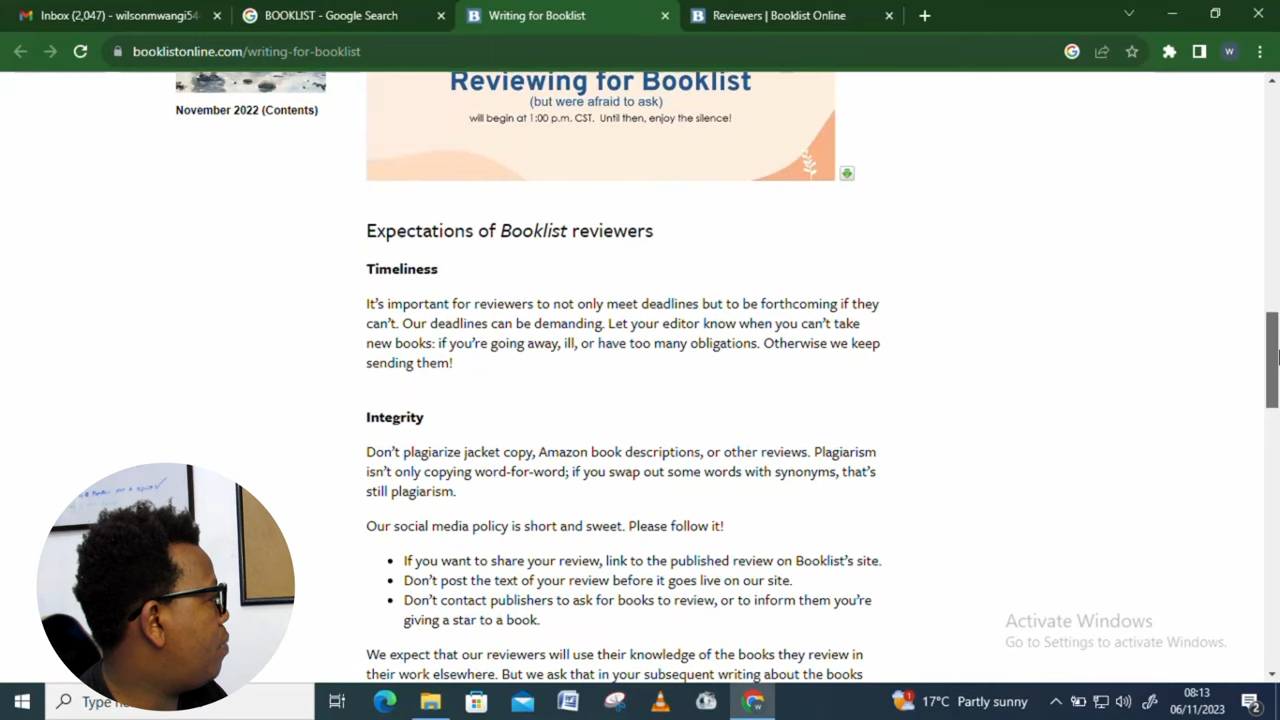 Inbox (2,047) - wilsonmwangi54
BOOKLIST - Google Search
Writing for Booklist
Reviewers | Booklist Online
booklistonline.com/writing-for-booklist
W
Reviewing for Booklist
(but were afraid to ask)
will begin at 1:00 p.m. CST. Until then, enjoy the silence!
November 2022 (Contents)
Expectations of Booklist reviewers
Timeliness
It's important for reviewers to not only meet deadlines but to be forthcoming if they
can't. Our deadlines can be demanding. Let your editor know when you can't take
new books: if you're going away, ill, or have too many obligations. Otherwise we keep
sending them!
Integrity
Don't plagiarize jacket copy, Amazon book descriptions, or other reviews. Plagiarism
isn't only copying word-for-word; if you swap out some words with synonyms, that's
still plagiarism.
Our social media policy is short and sweet. Please follow it!
• If you want to share your review, link to the published review on Booklist's site.
• Don't post the text of your review before it goes live on our site.
• Don't contact publishers to ask for books to review, or to inform them you're
giving a star to a book.
We expect that our reviewers will use their knowledge of the books they review in
their work elsewhere. But we ask that in your subsequent writing about the books
Activate Windows
Go to Settings to activate Windows.
Type
17°C Partly sunny
08:13
06/11/2023
2